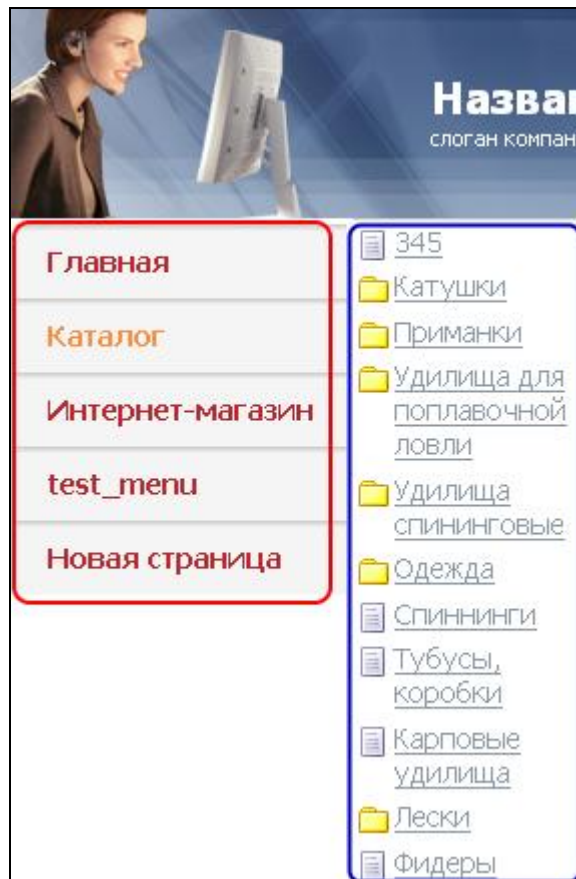 Назва
слоган компан
Главная
Каталог
Интернет-магазин
test_menu
Новая страница
345
Катушки
Приманки
Удилища для
поплавочной
ловли
Удилища
спининговые
Одежда
Спиннинги
Тубусы,
коробки
Карповые
удилища
Лески
Фидеры